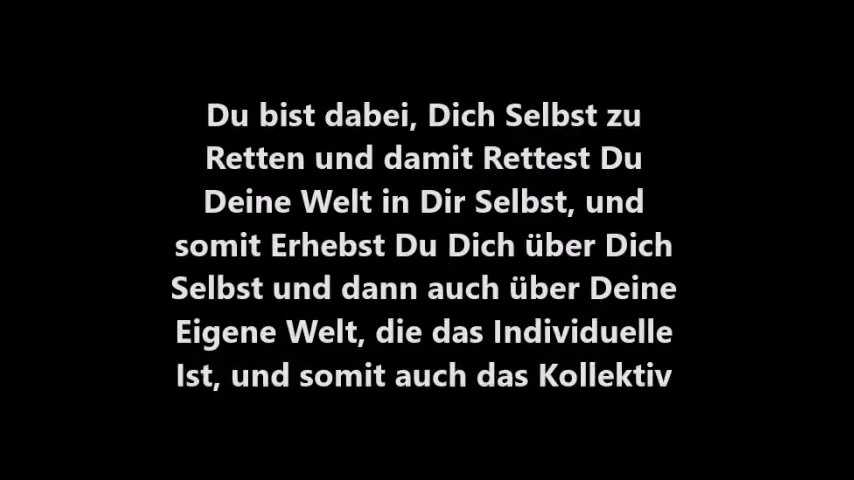 Du bist dabei, Dich Selbst zu
Retten und damit Rettest Du
Deine Welt in Dir Selbst, und
somit Erhebst Du Dich über Dich
Selbst und dann auch über Deine
Eigene Welt, die das Individuelle
Ist, und somit auch das Kollektiv